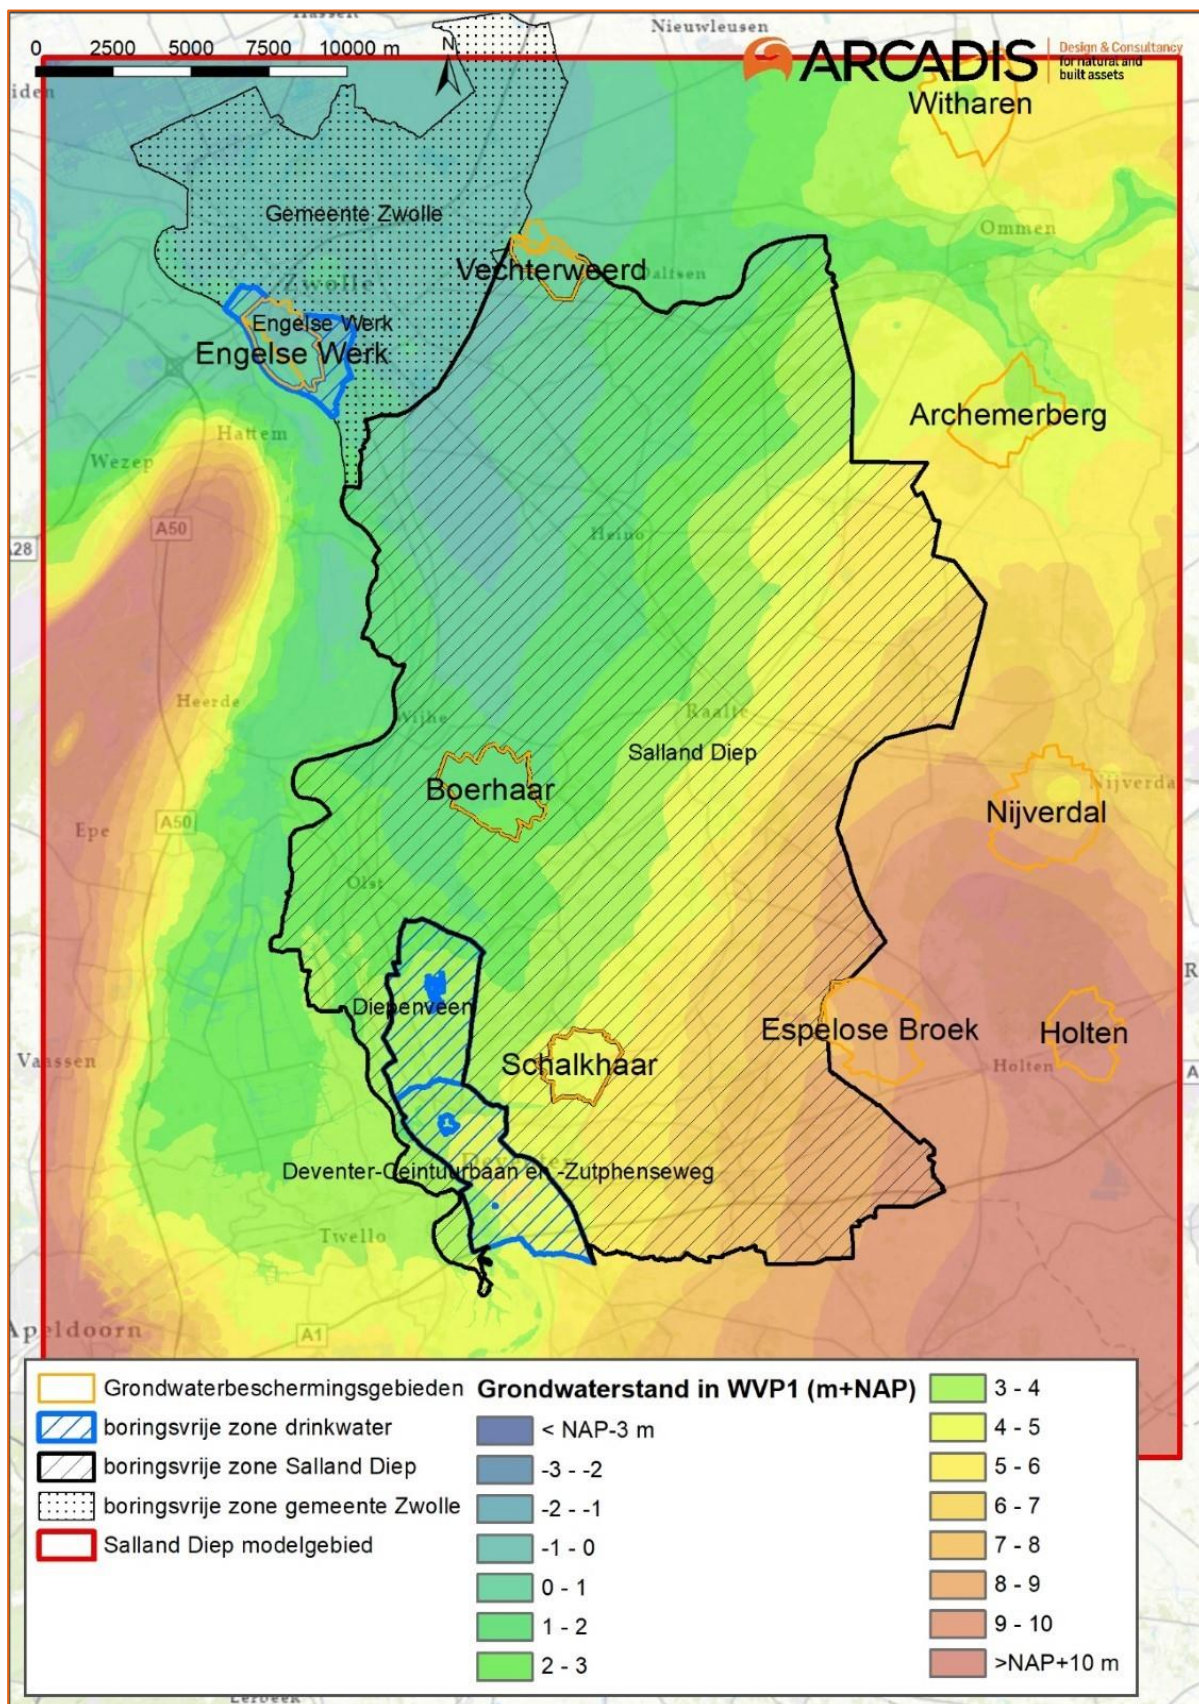 Hasselt
Nieuwleusen
0 2500 5000 7500 10000 m
N
ARCADIS
Design & Consultancy
for natural and
built assets
iden
Witharen
Gemeente Zwolle
Ommen
Vechterweerd
Dalfsen
Zwolle
Engelse Werk
Engelse Werk
Archemerberg
Hattem
Wezep
A50
A28
Heino
Heerde
Wijhe
Raalte
Salland Diep
Boerhaar
Nijverda
Nijverdal
Epe
A50
Olst
R
Diepenveen
Espelose Broek
Holten
Schalkhaar
Vaassen
Holten
A
Deventer
Deventer-Ceintuurbaan en -Zutphenseweg
Twello
Apeldoorn
A1
Grondwaterbeschermingsgebieden
boringsvrije zone drinkwater
boringsvrije zone Salland Diep
boringsvrije zone gemeente Zwolle
Salland Diep modelgebied
Grondwaterstand in WVP1 (m+NAP)
< NAP-3 m
-3 - -2
-2 - -1
-1 - 0
0 - 1
1 - 2
2 - 3
3 - 4
4 - 5
5 - 6
6 - 7
7 - 8
8 - 9
9 - 10
>NAP+10 m